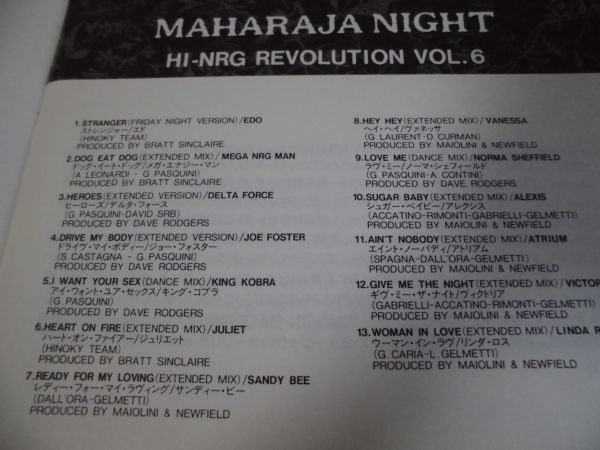 MAHARAJA NIGHT
HI-NRG REVOLUTION VOL.6
1. STRANGER(FRIDAY NIGHT VERSION)/EDO
ストレンジャー/エド
(HINOKY TEAM)
PRODUCED BY BRATT SINCLAIRE
2. DOG EAT DOG(EXTENDED MIX)/MEGA NRG MAN
ドッグ・イート・ドッグ/メガ・エナジー・マン
(A LEONARDI - G PASQUINI)
PRODUCED BY BRATT SINCLAIRE
3. HEROES(EXTENDED VERSION)/DELTA FORCE
ヒーローズ/デルタ・フォース
(G PASQUINI-DAVID SRB)
PRODUCED BY DAVE RODGERS
4. DRIVE MY BODY(EXTENDED VERSION)/JOE FOSTER
ドライヴ・マイ・ボディー/ジョー・フォスター
(S CASTAGNA - G PASQUINI)
PRODUCED BY DAVE RODGERS
5. I WANT YOUR SEX(EXTENDED MIX)/KING KOBRA
アイ・ウォント・ユア・セックス/キング・コブラ
(G. PASQUINI)
PRODUCED BY DAVE RODGERS
6. HEART ON FIRE(EXTENDED MIX)/JULIET
ハート・オン・ファイアー/ジュリエット
(HINOKY TEAM)
PRODUCED BY BRATT SINCLAIRE
7. READY FOR MY LOVING(EXTENDED MIX)/SANDY BEE
レディー・フォー・マイ・ラヴィング/サンディー・ビー
(DALL'ORA-GELMETTI)
PRODUCED BY MAIOLINI & NEWFIELD
8. HEY HEY(EXTENDED MIX)/VANESSA
ヘイ・ヘイ/ヴァネッサ
(G LAURENT-D CURMAN)
PRODUCED BY MAIOLINI & NEWFIELD
9. LOVE ME(DANCE MIX)/NORMA SHEFFIELD
ラヴ・ミー/ノーマ・シェフィールド
(G PASQUINI-A CONTINI)
PRODUCED BY DAVE RODGERS
10. SUGAR BABY(EXTENDED MIX)/ALEXIS
シュガー・ベイビー/アレクシス
(ACCATINO-RIMONTI-GABRIELLI-GELMETTI)
PRODUCED BY MAIOLINI & NEWFIELD
11. AIN'T NOBODY(EXTENDED MIX)/ATRIUM
エイント・ノーバディ/アトリアム
(SPAGNA-DALL'ORA-GELMETTI)
PRODUCED BY MAIOLINI & NEWFIELD
12. GIVE ME THE NIGHT(EXTENDED MIX)/VICTOR
ギヴ・ミー・ザ・ナイト/ヴィクトリア
(GABRIELLI-ACCATINO-RIMONTI-GELMETTI)
PRODUCED BY MAIOLINI & NEWFIELD
13. WOMAN IN LOVE(EXTENDED MIX)/LINDA R
ウーマン・イン・ラヴ/リンダ・ロス
(G.CARIA-L.GELMETTI)
PRODUCED BY MAIOLINI & NEWFIELD